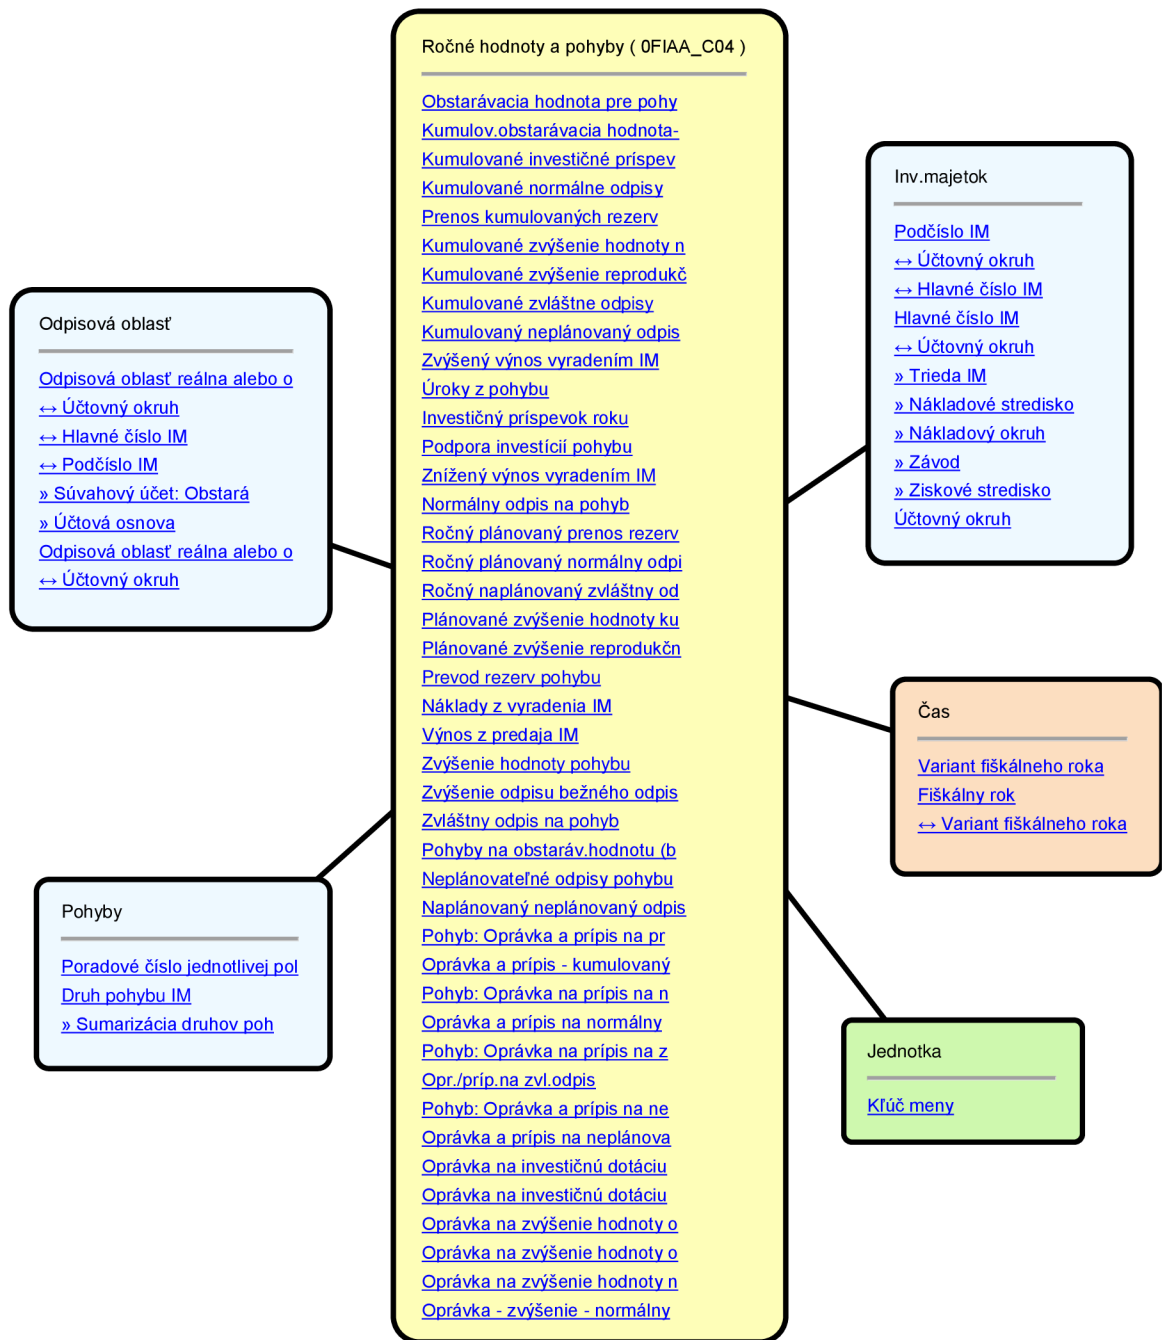 Ročné hodnoty a pohyby ( 0FIAA_C04 )
Obstarávacia hodnota pre pohy
Kumulov.obstarávacia hodnota-
Kumulované investičné príspev
Kumulované normálne odpisy
Prenos kumulovaných rezerv
Kumulované zvýšenie hodnoty n
Kumulované zvýšenie reprodukč
Kumulované zvláštne odpisy
Kumulovaný neplánovaný odpis
Zvýšený výnos vyradením IM
Úroky z pohybu
Investičný príspevok roku
Podpora investícií pohybu
Znížený výnos vyradením IM
Normálny odpis na pohyb
Ročný plánovaný prenos rezerv
Ročný plánovaný normálny odpi
Ročný naplánovaný zvláštny od
Plánované zvýšenie hodnoty ku
Plánované zvýšenie reprodukčn
Prevod rezerv pohybu
Náklady z vyradenia IM
Výnos z predaja IM
Zvýšenie hodnoty pohybu
Zvýšenie odpisu bežného odpis
Zvláštny odpis na pohyb
Pohyby na obstaráv.hodnotu (b
Neplánovateľné odpisy pohybu
Naplánovaný neplánovaný odpis
Pohyb: Oprávka a prípis na pr
Oprávka a prípis - kumulovaný
Pohyb: Oprávka na prípis na n
Oprávka a prípis na normálny
Pohyb: Oprávka na prípis na z
Opr./príp.na zvl.odpis
Pohyb: Oprávka a prípis na ne
Oprávka a prípis na neplánova
Oprávka na investičnú dotáciu
Oprávka na investičnú dotáciu
Oprávka na zvýšenie hodnoty o
Oprávka na zvýšenie hodnoty o
Oprávka na zvýšenie hodnoty n
Oprávka - zvýšenie - normálny
Odpisová oblasť
Odpisová oblasť reálna alebo o
↔ Účtovný okruh
↔ Hlavné číslo IM
↔ Podčíslo IM
» Súvahový účet: Obstará
» Účtová osnova
Odpisová oblasť reálna alebo o
↔ Účtovný okruh
Pohyby
Poradové číslo jednotlivej pol
Druh pohybu IM
» Sumarizácia druhov poh
Inv.majetok
Podčíslo IM
↔ Účtovný okruh
↔ Hlavné číslo IM
Hlavné číslo IM
↔ Účtovný okruh
» Trieda IM
» Nákladové stredisko
» Nákladový okruh
» Závod
» Ziskové stredisko
Účtovný okruh
Čas
Variant fiškálneho roka
Fiškálny rok
↔ Variant fiškálneho roka
Jednotka
Kľúč meny